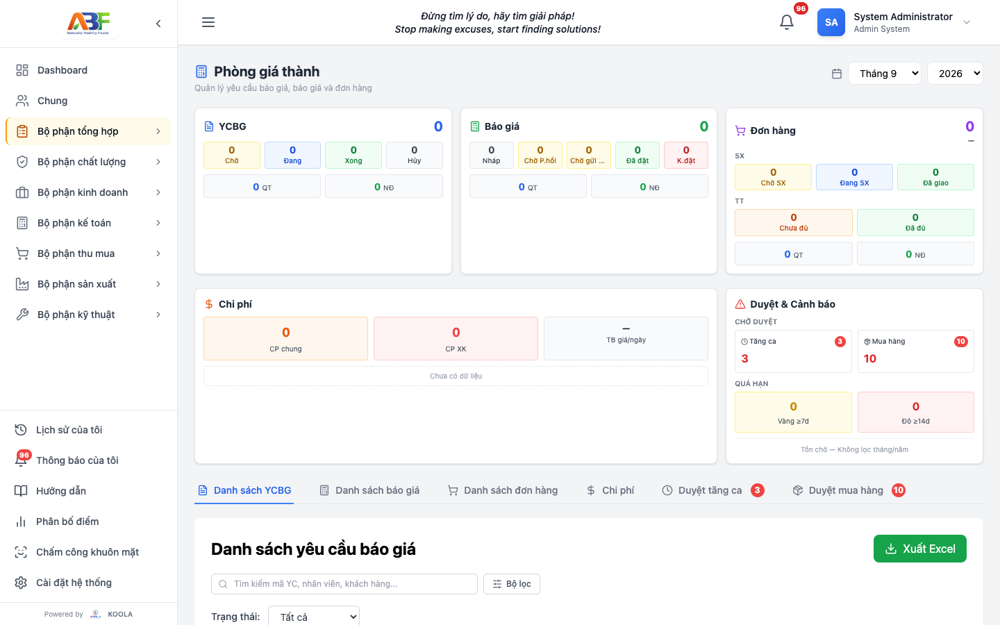 ABF
Naturally Healthy Foods
Dashboard
Chung
Bộ phận tổng hợp
Bộ phận chất lượng
Bộ phận kinh doanh
Bộ phận kế toán
Bộ phận thu mua
Bộ phận sản xuất
Bộ phận kỹ thuật
Lịch sử của tôi
96
Thông báo của tôi
Hướng dẫn
Phân bổ điểm
Chấm công khuôn mặt
Cài đặt hệ thống
Powered by KOOLA
Đừng tìm lý do, hãy tìm giải pháp!
Stop making excuses, start finding solutions!
96
SA
System Administrator
Admin System
Phòng giá thành
Quản lý yêu cầu báo giá, báo giá và đơn hàng
Tháng 9
2026
YCBG
0
0
Chờ
0
Đang
0
Xong
0
Hủy
0 QT
0 NĐ
Báo giá
0
0
Nháp
0
Chờ P.hồi
0
Chờ gửi ...
0
Đã đặt
0
K.đặt
0 QT
0 NĐ
Đơn hàng
0
–
SX
0
Chờ SX
0
Đang SX
0
Đã giao
TT
0
Chưa đủ
0
Đã đủ
0 QT
0 NĐ
Chi phí
0
CP chung
0
CP XK
–
TB giá/ngày
Chưa có dữ liệu
Duyệt & Cảnh báo
CHỜ DUYỆT
Tăng ca
3
3
Mua hàng
10
10
QUÁ HẠN
0
Vàng ≥7d
0
Đỏ ≥14d
Tồn chờ — Không lọc tháng/năm
Danh sách YCBG
Danh sách báo giá
Danh sách đơn hàng
Chi phí
Duyệt tăng ca 3
Duyệt mua hàng 10
Danh sách yêu cầu báo giá
Xuất Excel
Tìm kiếm mã YC, nhân viên, khách hàng...
Bộ lọc
Trạng thái:
Tất cả